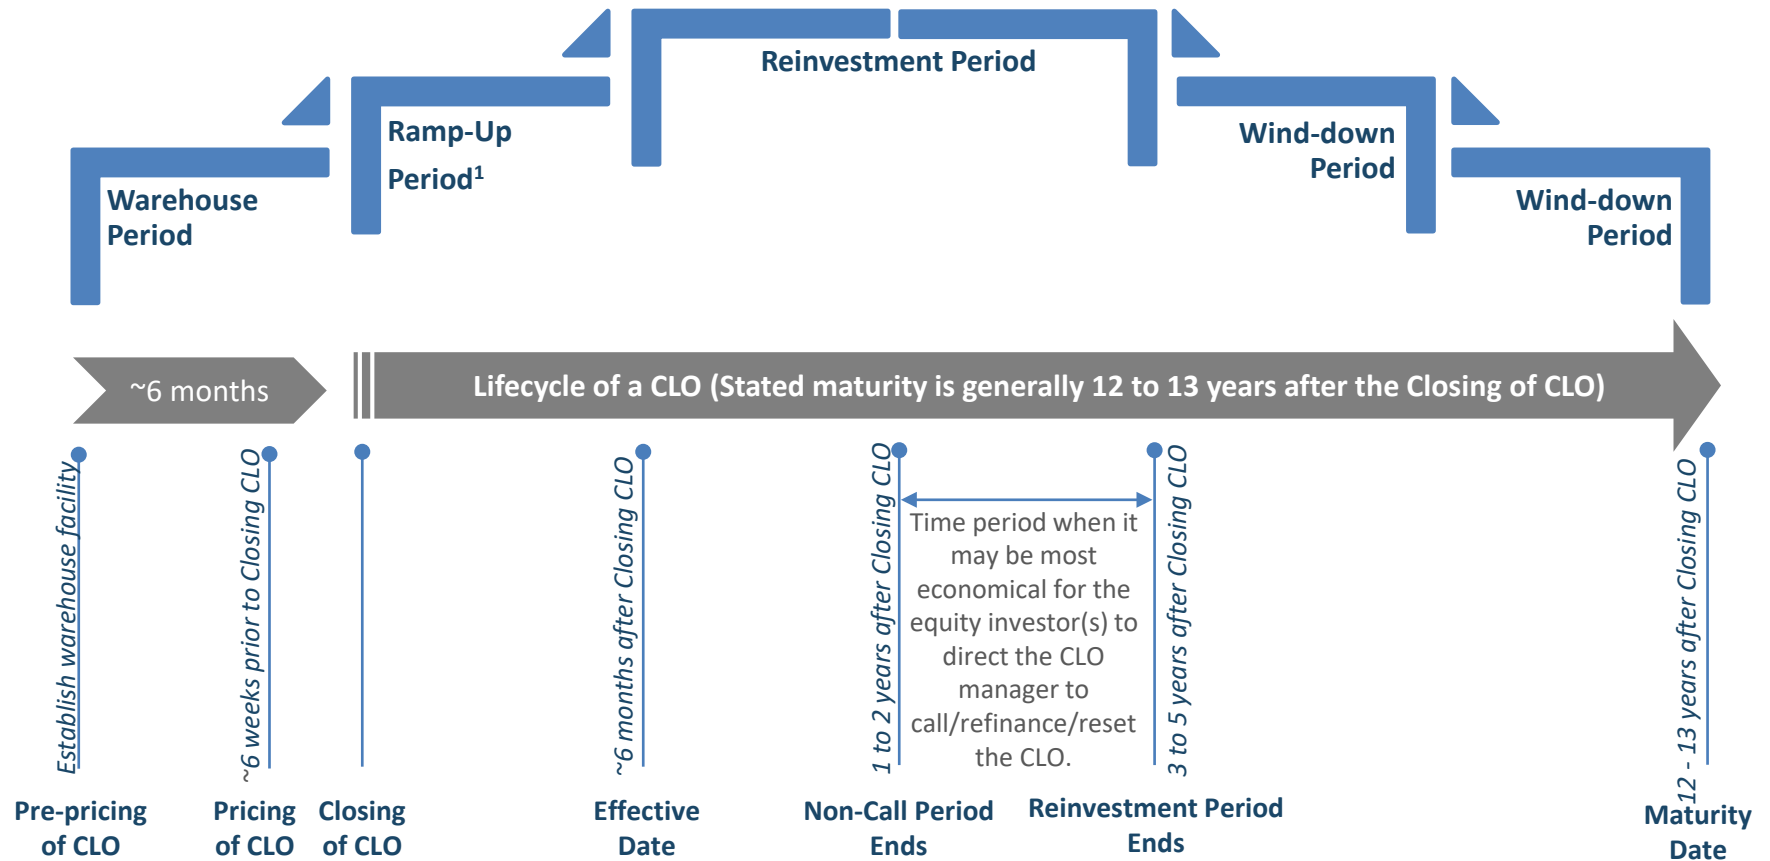 Reinvestment Period
Ramp-Up
Period¹
Wind-down
Period
Warehouse
Period
Wind-down
Period
~6 months
Lifecycle of a CLO (Stated maturity is generally 12 to 13 years after the Closing of CLO)
Establish warehouse facility
~6 weeks prior to Closing CLO
~6 months after Closing CLO
1 to 2 years after Closing CLO
Time period when it
may be most
economical for the
equity investor(s) to
direct the CLO
manager to
call/refinance/reset
the CLO.
3 to 5 years after Closing CLO
12 - 13 years after Closing CLO
Pre-pricing
of CLO
Pricing
of CLO
Closing
of CLO
Effective
Date
Non-Call Period
Ends
Reinvestment Period
Ends
Maturity
Date